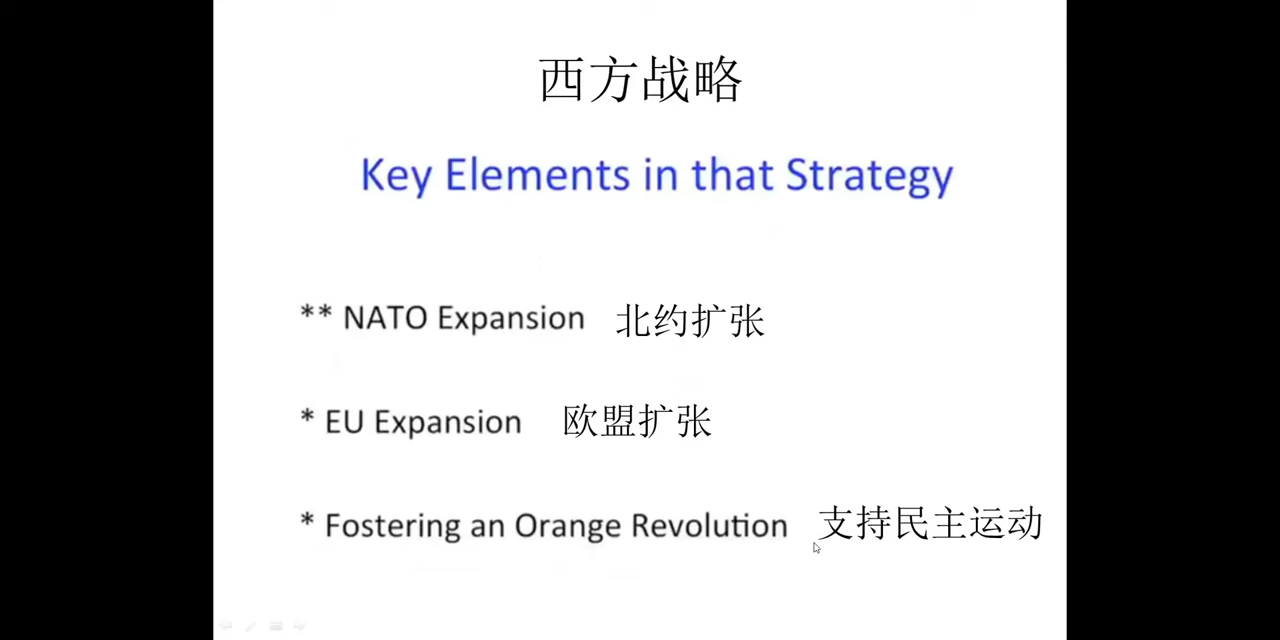 西方战略
Key Elements in that Strategy
** NATO Expansion 北约扩张
* EU Expansion 欧盟扩张
* Fostering an Orange Revolution 支持民主运动